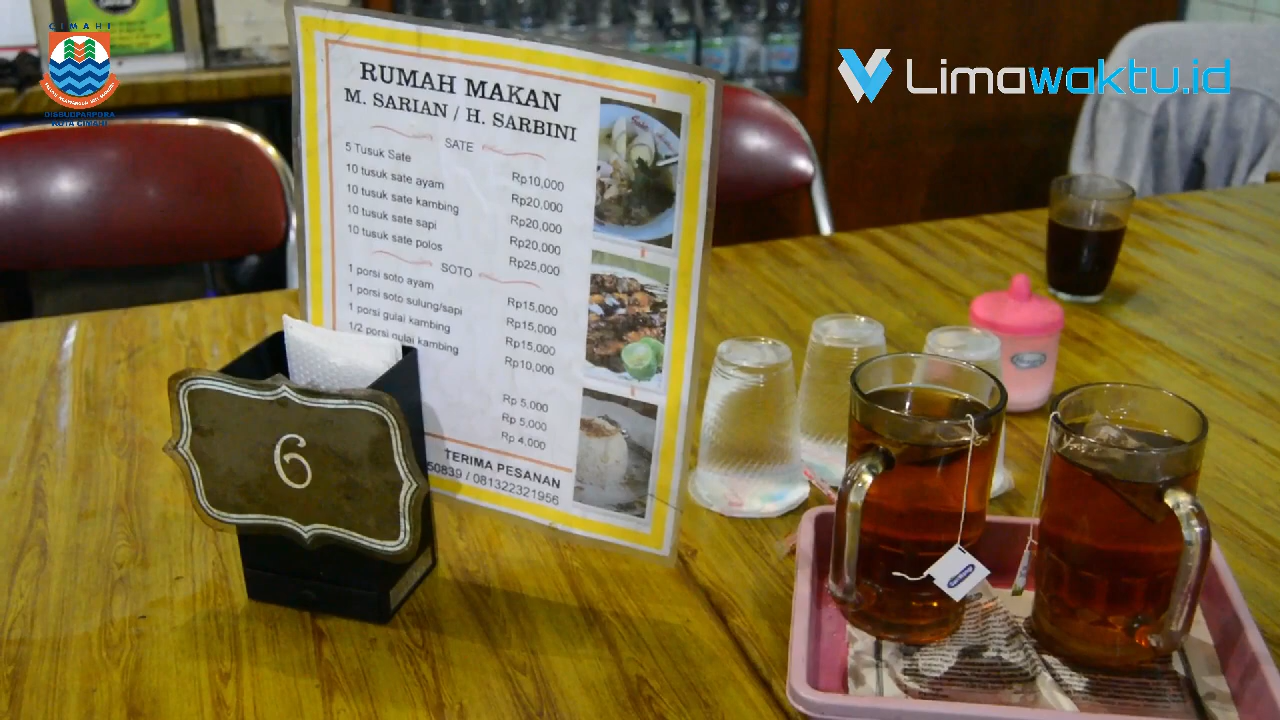 CIMAHI
DISBUDPARPORA
KOTA CIMAHI
Limawaktu.id
RUMAH MAKAN
M. SARIAN / H. SARBINI
SATE
5 Tusuk Sate Rp10,000
10 tusuk sate ayam Rp20,000
10 tusuk sate kambing Rp20,000
10 tusuk sate sapi Rp20,000
10 tusuk sate polos Rp25,000
SOTO
1 porsi soto ayam Rp15,000
1 porsi soto sulung/sapi Rp15,000
1 porsi gulai kambing Rp15,000
1/2 porsi gulai kambing Rp10,000
Rp 5,000
Rp 5,000
Rp 4,000
TERIMA PESANAN
50839 / 081322321956
6